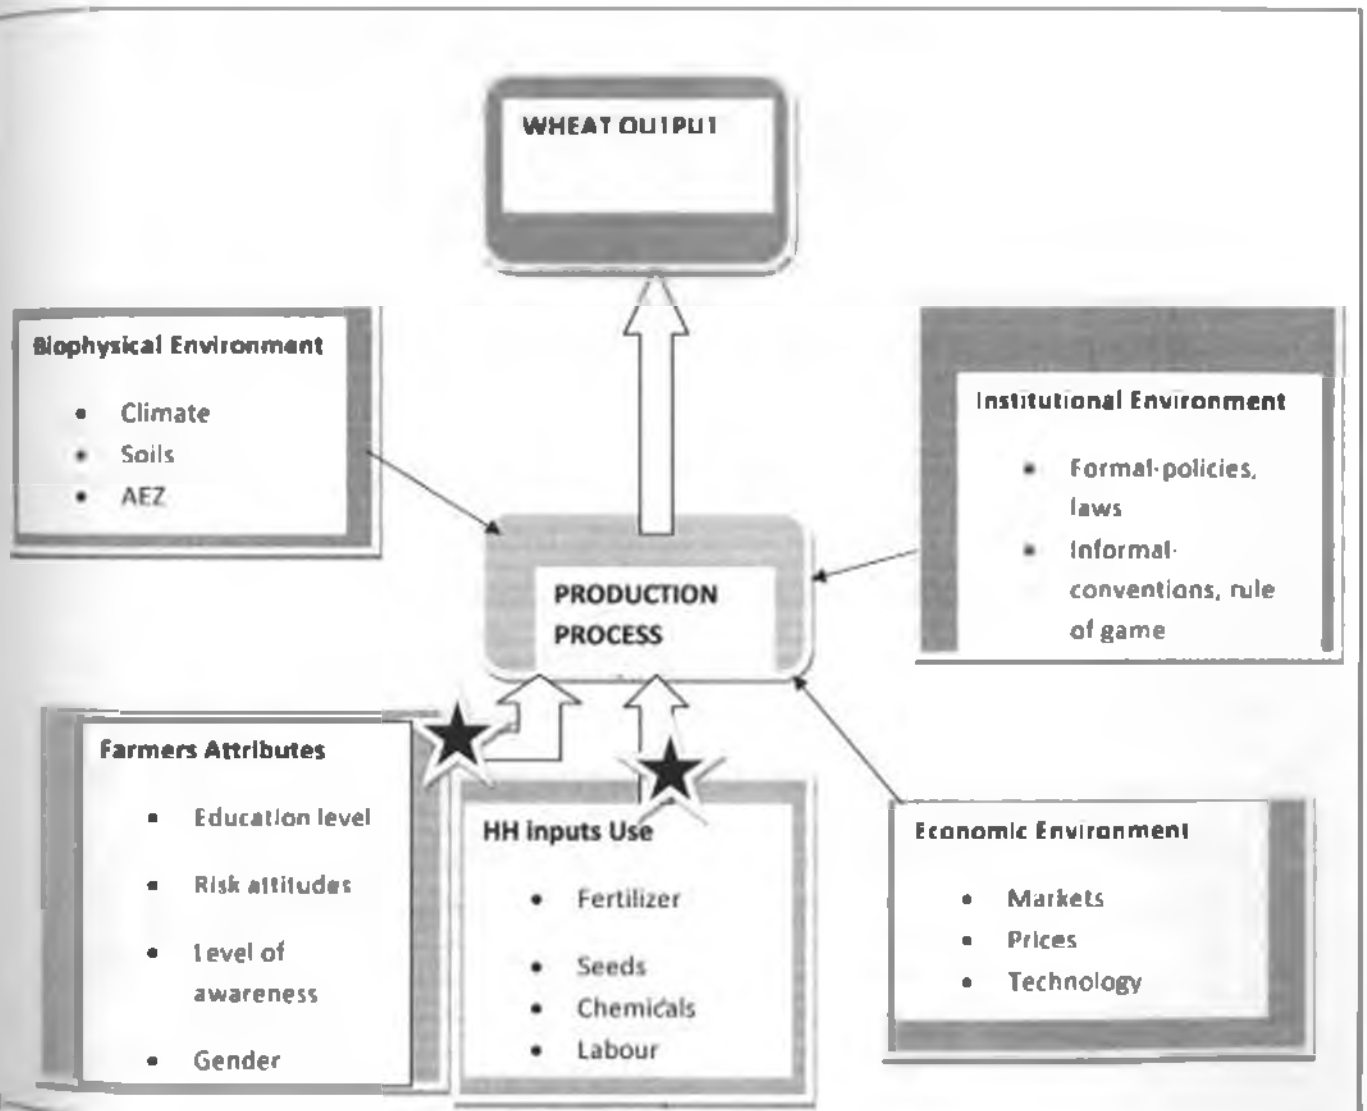 WHEAT OUTPUT
Biophysical Environment
• Climate
• Soils
• AEZ
Institutional Environment
• Formal-policies,
laws
• Informal-
conventions, rule
of game
PRODUCTION
PROCESS
Farmers Attributes
• Education level
• Risk attitudes
• Level of
awareness
• Gender
HH inputs Use
• Fertilizer
• Seeds
• Chemicals
• Labour
Economic Environment
• Markets
• Prices
• Technology